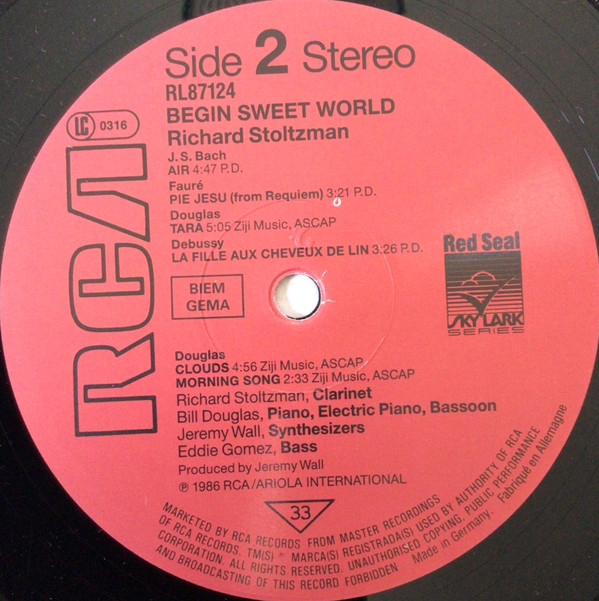 Side 2 Stereo
RL87124
BEGIN SWEET WORLD
Richard Stoltzman
LC 0316
RCA
J.S. Bach
AIR 4:47 P.D.
Fauré
PIE JESU (from Requiem) 3:21 P.D.
Douglas
TARA 5:05 Ziji Music, ASCAP
Debussy
LA FILLE AUX CHEVEUX DE LIN 3:26 P.D.
Red Seal
SKYLARK
SERIES
BIEM
GEMA
Douglas
CLOUDS 4:56 Ziji Music, ASCAP
MORNING SONG 2:33 Ziji Music, ASCAP
Richard Stoltzman, Clarinet
Bill Douglas, Piano, Electric Piano, Bassoon
Jeremy Wall, Synthesizers
Eddie Gomez, Bass
Produced by Jeremy Wall
℗ 1986 RCA/ARIOLA INTERNATIONAL
33
MARKETED BY RCA RECORDS FROM MASTER RECORDINGS
OF RCA RECORDS. TM(S) ® MARCA(S) REGISTRADA(S) USED BY AUTHORITY OF RCA
CORPORATION. ALL RIGHTS RESERVED. UNAUTHORISED COPYING, PUBLIC PERFORMANCE
AND BROADCASTING OF THIS RECORD FORBIDDEN Made in Germany. Fabriqué en Allemagne